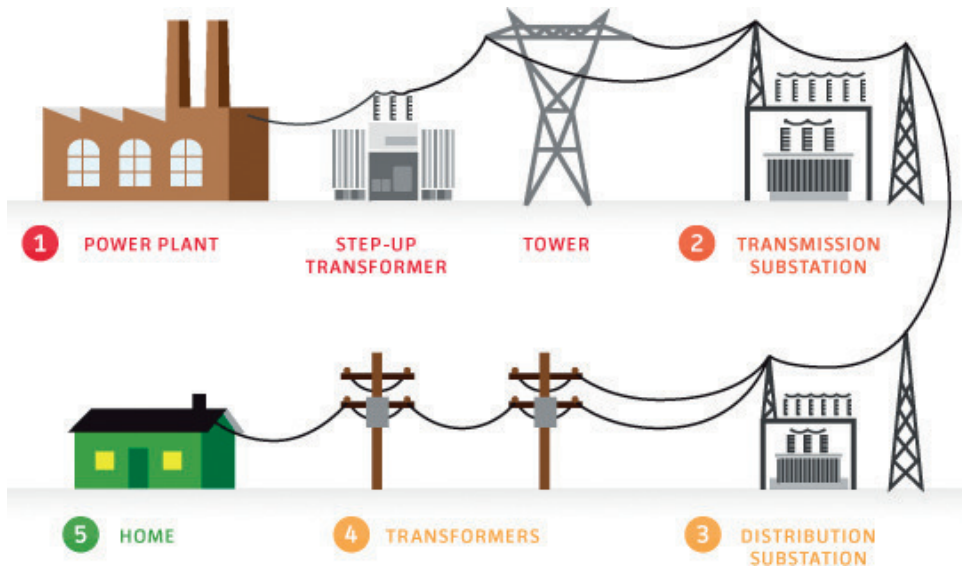 1 POWER PLANT
STEP-UP
TRANSFORMER
TOWER
2 TRANSMISSION
SUBSTATION
5 HOME
4 TRANSFORMERS
3 DISTRIBUTION
SUBSTATION